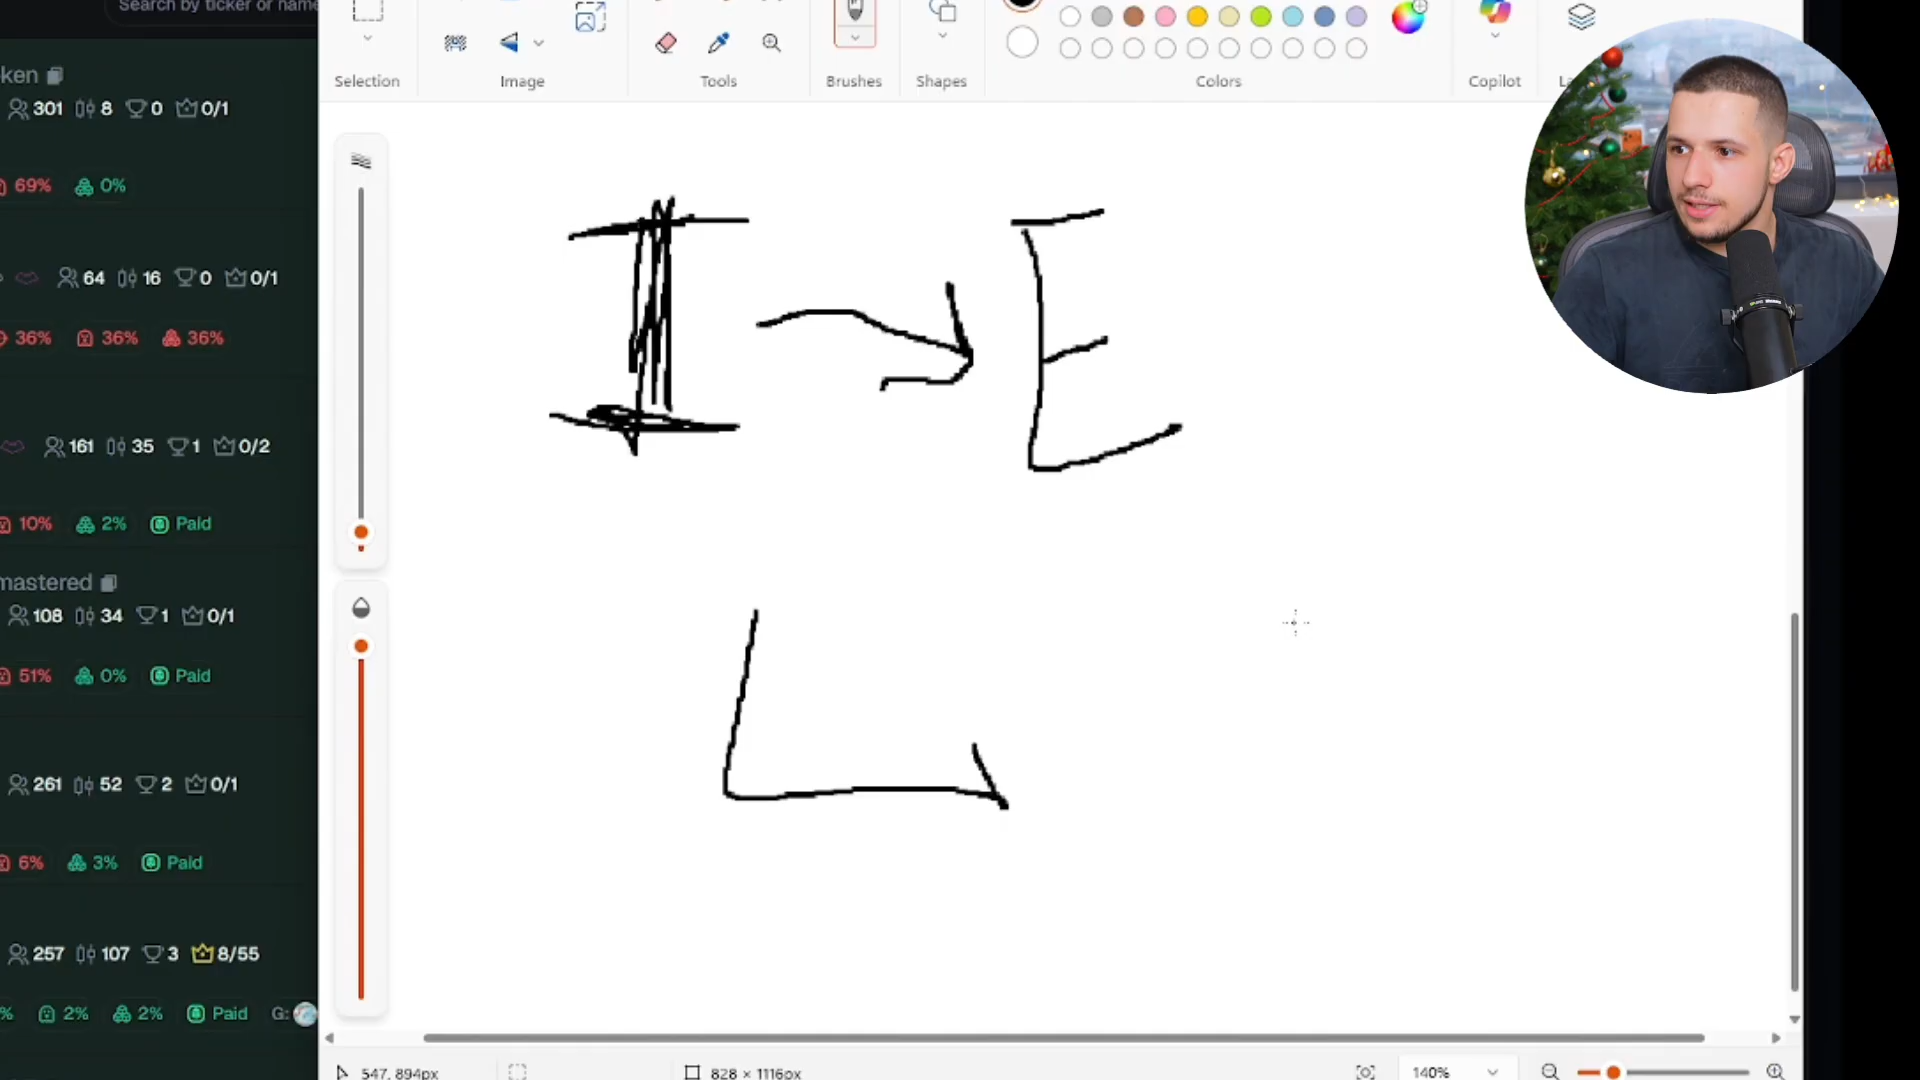 Search by ticker or name
Selection
Image
Tools
Brushes
Shapes
Colors
Copilot
ken
301 8 0 0/1
69% 0%
64 16 0 0/1
36% 36% 36%
161 35 1 0/2
10% 2% Paid
mastered
108 34 1 0/1
51% 0% Paid
261 52 2 0/1
6% 3% Paid
257 107 3 8/55
% 2% 2% Paid G:
I → E
547, 894px
828 × 1116px
140%